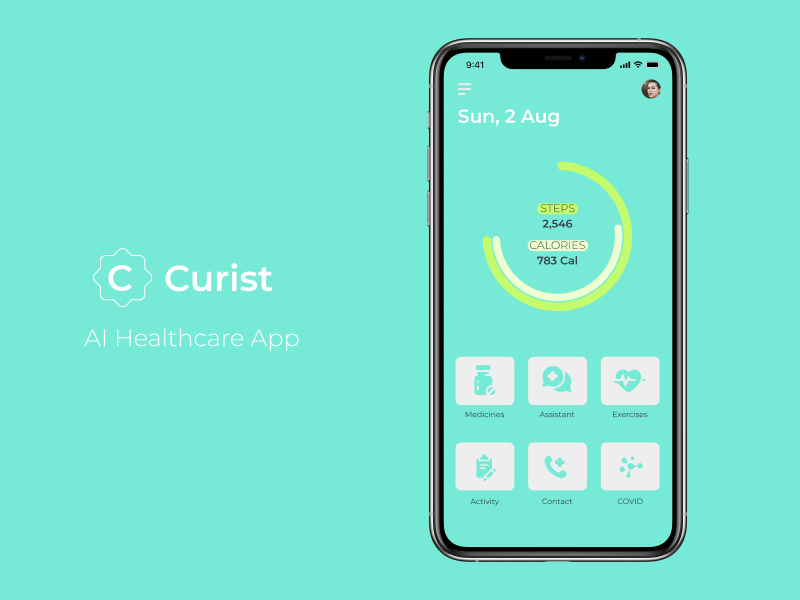 C Curist
AI Healthcare App
9:41
Sun, 2 Aug
STEPS
2,546
CALORIES
783 Cal
Medicines
Assistant
Exercises
Activity
Contact
COVID